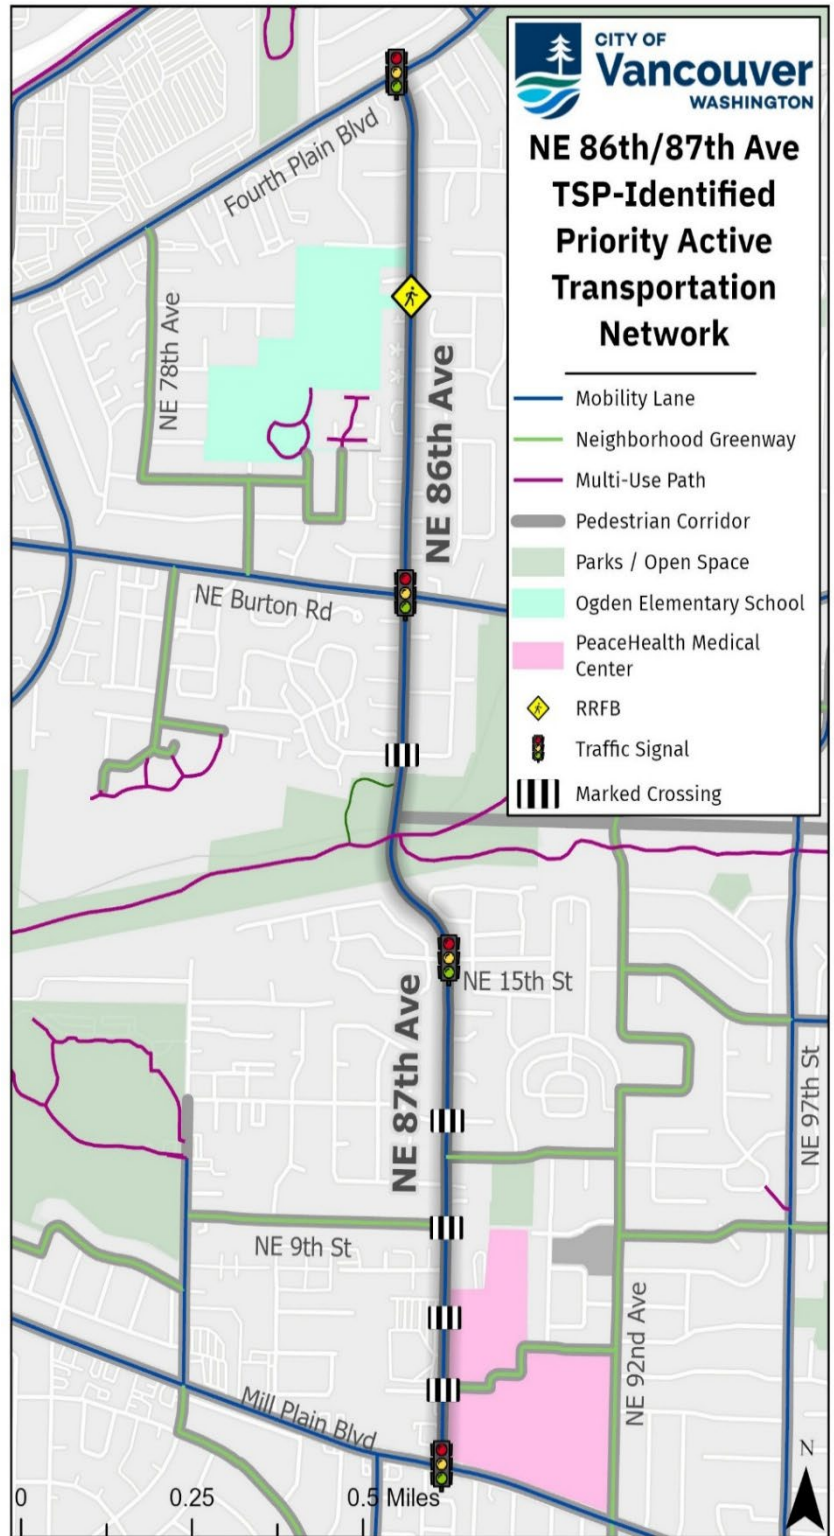 CITY OF
Vancouver
WASHINGTON
NE 86th/87th Ave
TSP-Identified
Priority Active
Transportation
Network
Mobility Lane
Neighborhood Greenway
Multi-Use Path
Pedestrian Corridor
Parks / Open Space
Ogden Elementary School
PeaceHealth Medical
Center
RRFB
Traffic Signal
Marked Crossing
Fourth Plain Blvd
NE 78th Ave
NE 86th Ave
NE Burton Rd
NE 15th St
NE 87th Ave
NE 97th St
NE 9th St
NE 92nd Ave
Mill Plain Blvd
N
0 0.25 0.5 Miles